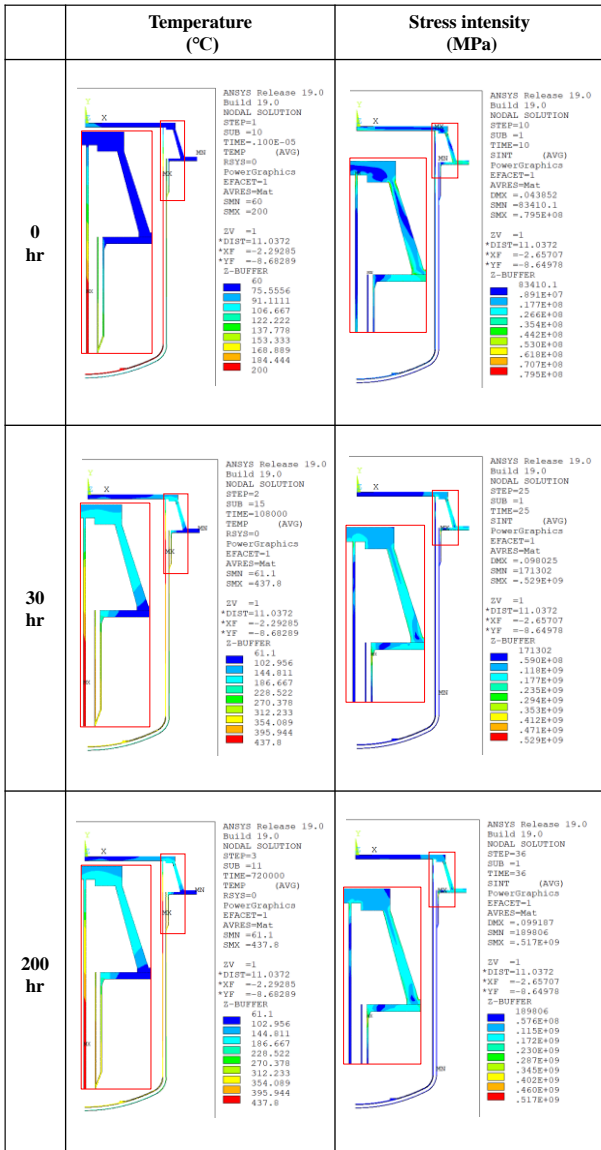 Temperature
(°C)
Stress intensity
(MPa)
0
hr
X
MN
MX
ANSYS Release 19.0
Build 19.0
NODAL SOLUTION
STEP=1
SUB =10
TIME=.100E-05
TEMP (AVG)
RSYS=0
PowerGraphics
EFACET=1
AVRES=Mat
SMN =60
SMX =200
ZV =1
*DIST=11.0372
*XF =-2.29285
*YF =-8.68289
Z-BUFFER
60
75.5556
91.1111
106.667
122.222
137.778
153.333
168.889
184.444
200
X
ANSYS Release 19.0
Build 19.0
NODAL SOLUTION
STEP=10
SUB =1
TIME=10
SINT (AVG)
PowerGraphics
EFACET=1
AVRES=Mat
DMX =.043852
SMN =83410.1
SMX =.795E+08
ZV =1
*DIST=11.0372
*XF =-2.65707
*YF =-8.64978
Z-BUFFER
83410.1
.891E+07
.177E+08
.266E+08
.354E+08
.442E+08
.530E+08
.618E+08
.707E+08
.795E+08
30
hr
X
MN
MX
ANSYS Release 19.0
Build 19.0
NODAL SOLUTION
STEP=2
SUB =15
TIME=108000
TEMP (AVG)
RSYS=0
PowerGraphics
EFACET=1
AVRES=Mat
SMN =61.1
SMX =437.8
ZV =1
*DIST=11.0372
*XF =-2.29285
*YF =-8.68289
Z-BUFFER
61.1
102.956
144.811
186.667
228.522
270.378
312.233
354.089
395.944
437.8
X
MN
ANSYS Release 19.0
Build 19.0
NODAL SOLUTION
STEP=25
SUB =1
TIME=25
SINT (AVG)
PowerGraphics
EFACET=1
AVRES=Mat
DMX =.098025
SMN =171302
SMX =.529E+09
ZV =1
*DIST=11.0372
*XF =-2.65707
*YF =-8.64978
Z-BUFFER
171302
.590E+08
.118E+09
.177E+09
.235E+09
.294E+09
.353E+09
.412E+09
.471E+09
.529E+09
200
hr
X
MN
MX
ANSYS Release 19.0
Build 19.0
NODAL SOLUTION
STEP=3
SUB =11
TIME=720000
TEMP (AVG)
RSYS=0
PowerGraphics
EFACET=1
AVRES=Mat
SMN =61.1
SMX =437.8
ZV =1
*DIST=11.0372
*XF =-2.29285
*YF =-8.68289
Z-BUFFER
61.1
102.956
144.811
186.667
228.522
270.378
312.233
354.089
395.944
437.8
X
MN
ANSYS Release 19.0
Build 19.0
NODAL SOLUTION
STEP=36
SUB =1
TIME=36
SINT (AVG)
PowerGraphics
EFACET=1
AVRES=Mat
DMX =.099187
SMN =189806
SMX =.517E+09
ZV =1
*DIST=11.0372
*XF =-2.65707
*YF =-8.64978
Z-BUFFER
189806
.576E+08
.115E+09
.172E+09
.230E+09
.287E+09
.345E+09
.402E+09
.460E+09
.517E+09